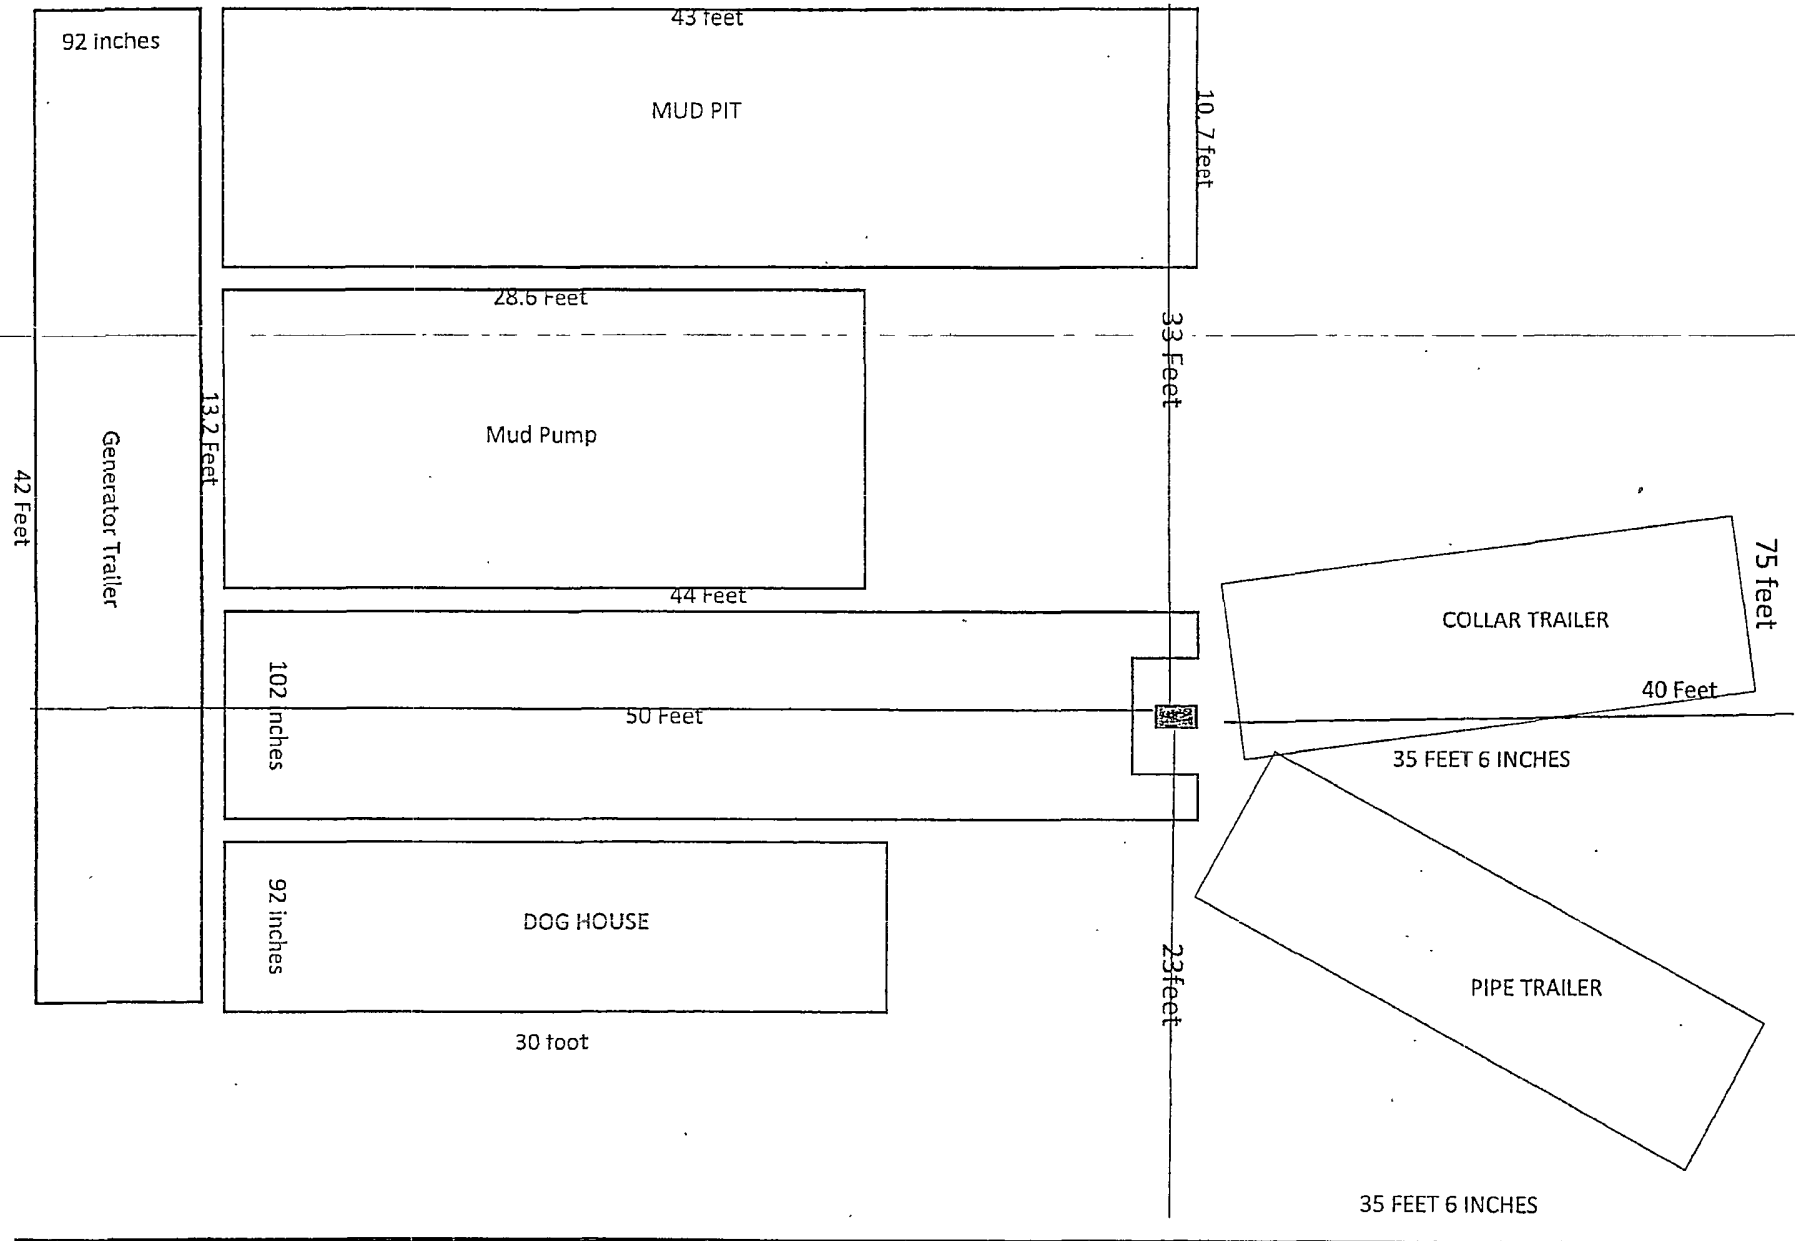 43 feet
92 inches
MUD PIT
10. 7 feet
28.6 Feet
33 Feet
13.2 Feet
Mud Pump
Generator Trailer
42 Feet
75 feet
44 Feet
COLLAR TRAILER
102 inches
40 Feet
50 Feet
35 FEET 6 INCHES
92 inches
DOG HOUSE
23feet
PIPE TRAILER
30 foot
35 FEET 6 INCHES